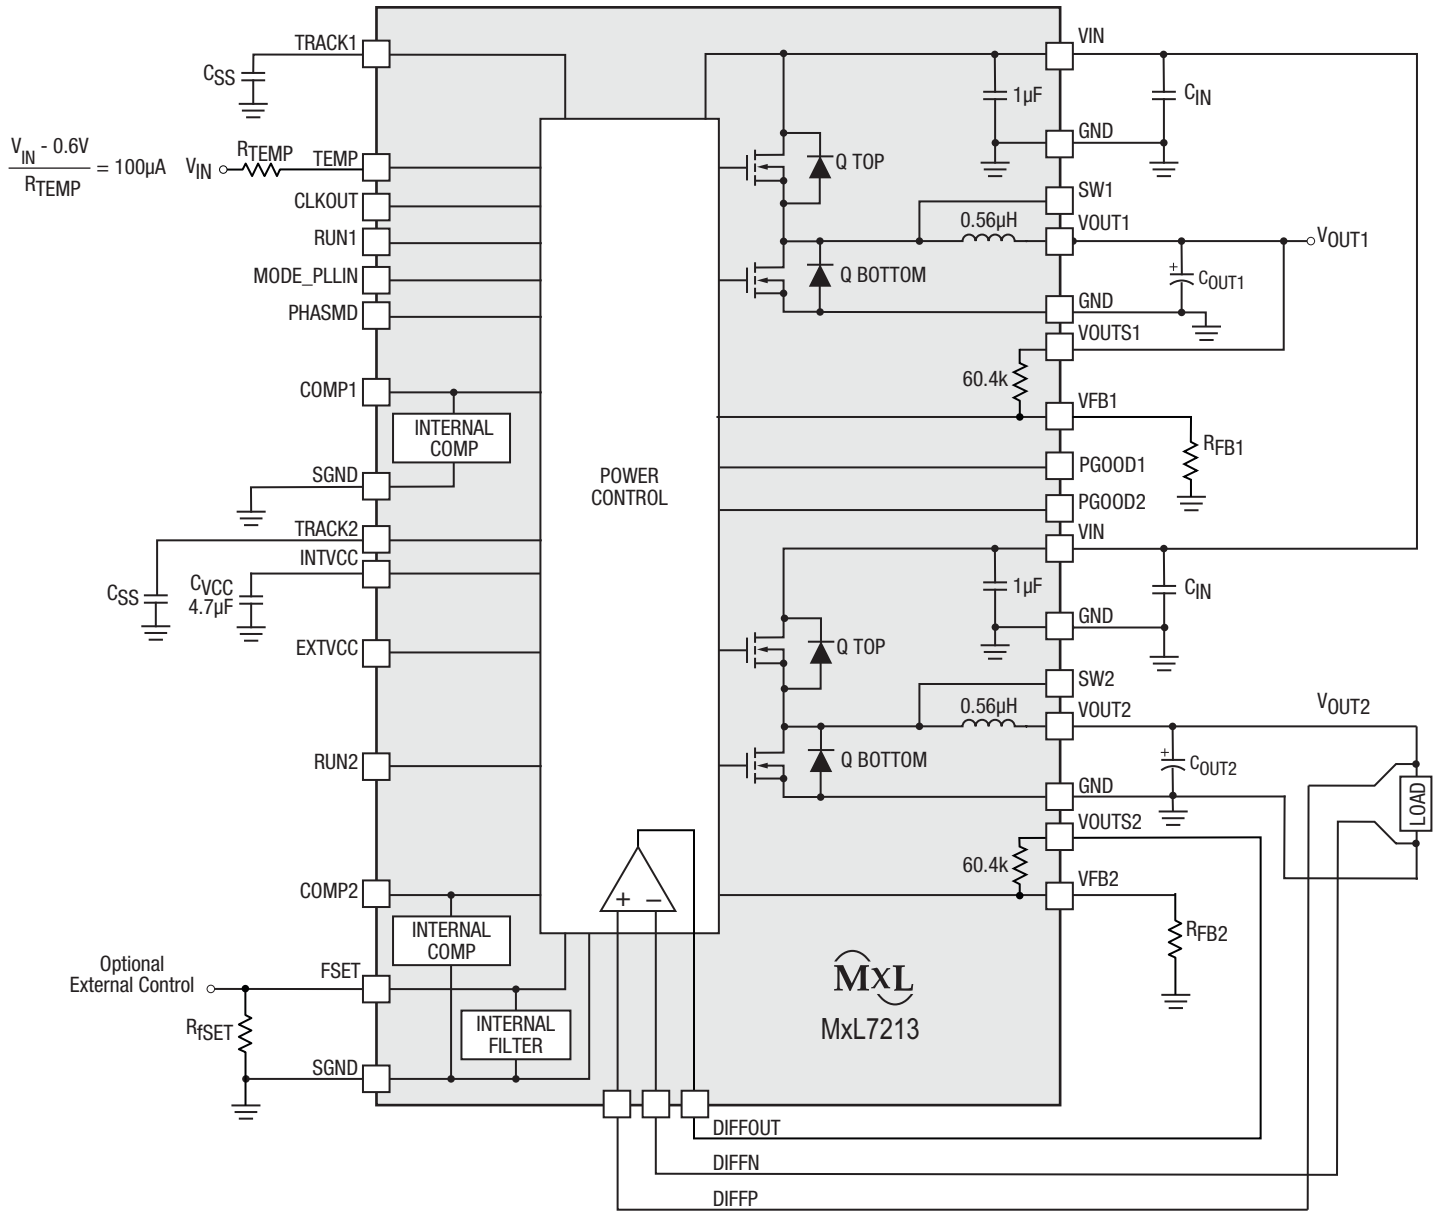 TRACK1
CSS
VIN - 0.6V
RTEMP
= 100µA
VIN
RTEMP
TEMP
CLKOUT
RUN1
MODE_PLLIN
PHASMD
COMP1
INTERNAL
COMP
SGND
TRACK2
INTVCC
CSS
CVCC
4.7µF
EXTVCC
RUN2
COMP2
INTERNAL
COMP
Optional
External Control
FSET
RfSET
INTERNAL
FILTER
SGND
POWER
CONTROL
+
–
VIN
1µF
CIN
GND
Q TOP
SW1
0.56µH
VOUT1
VOUT1
Q BOTTOM
+
COUT1
GND
VOUTS1
60.4k
VFB1
RFB1
PGOOD1
PGOOD2
VIN
1µF
CIN
GND
Q TOP
SW2
0.56µH
VOUT2
VOUT2
Q BOTTOM
+
COUT2
GND
LOAD
VOUTS2
60.4k
VFB2
RFB2
MxL
MxL7213
DIFFOUT
DIFFN
DIFFP